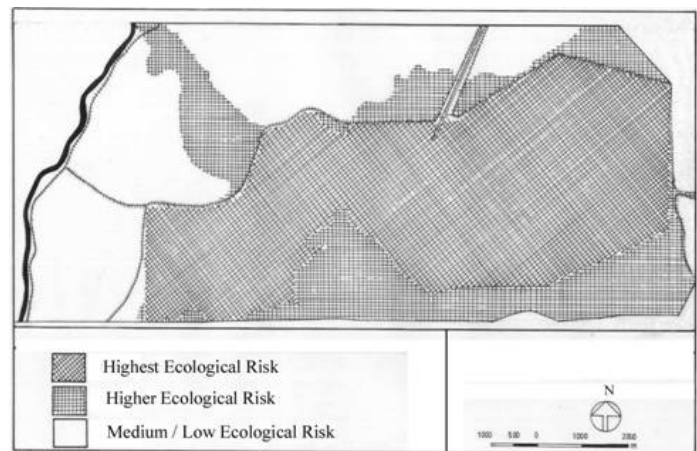 Highest Ecological Risk
Higher Ecological Risk
Medium / Low Ecological Risk
N
1000 500 0 1000 2000
m